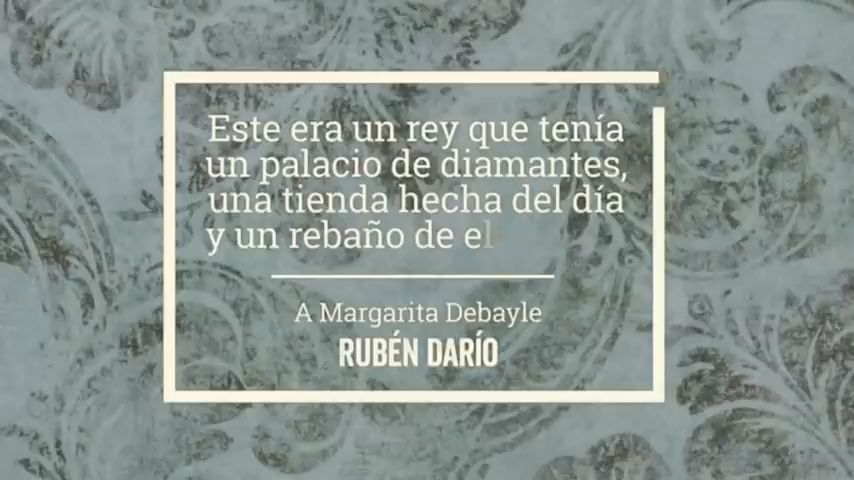 Este era un rey que tenía
un palacio de diamantes,
una tienda hecha del día
y un rebaño de el
A Margarita Debayle
RUBÉN DARÍO